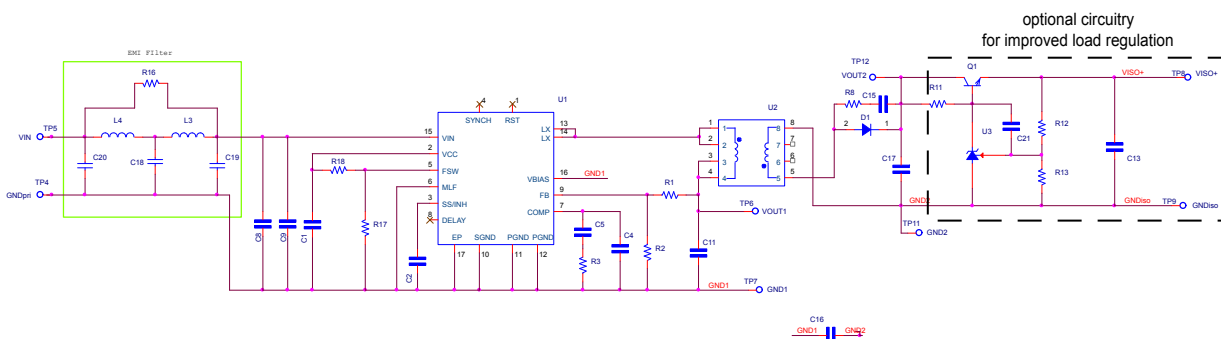 optional circuitry
for improved load regulation
EMI FIlter
R16
L4
L3
VIN
TP5
C20
C18
C19
GNDpri
TP4
C8
C9
C1
R18
R17
C2
U1
4
1
SYNCH
RST
15
VIN
2
VCC
5
FSW
6
MLF
3
SS/INH
8
DELAY
LX
13
LX
14
VBIAS
16
GND1
FB
9
COMP
7
EP
SGND
PGND
PGND
17
10
11
12
C5
R3
C4
R2
R1
TP6
VOUT1
C11
GND1
TP7
GND1
U2
1
2
3
4
1
4
8
5
8
7
6
5
TP12
VOUT2
R8
C15
D1
2
1
C17
GND2
TP11
GND2
R11
Q1
U3
C21
R12
R13
C13
VISO+
TP8
VISO+
GNDiso
TP9
GNDiso
C16
GND1
GND2